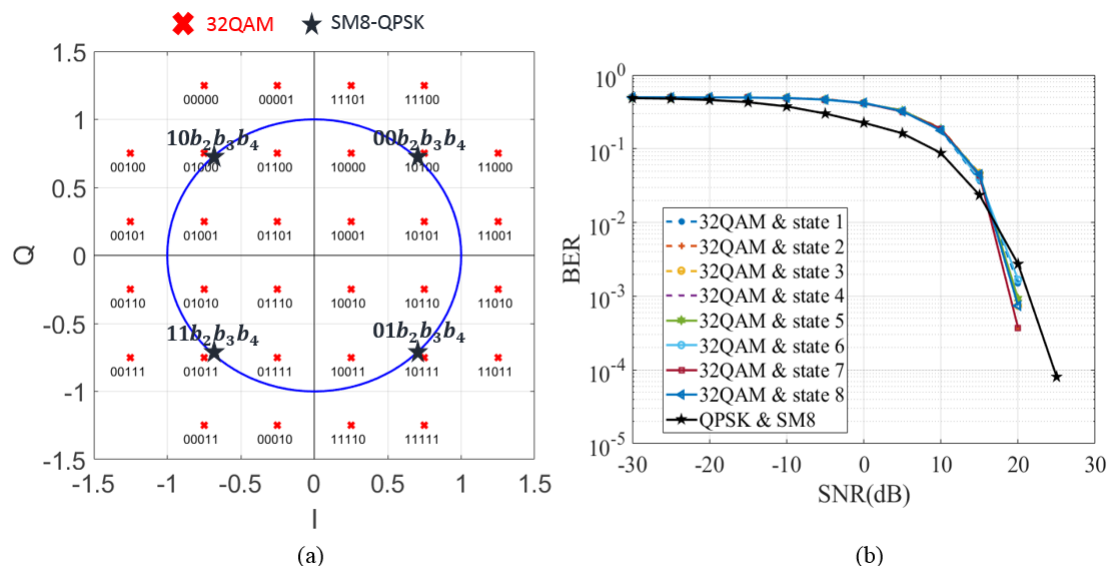 32QAM SM8-QPSK
1.5
1
0.5
0
-0.5
-1
-1.5
Q
00000 00001 11101 11100
10b₂b₃b₄ 00b₂b₃b₄
00100 01000 01100 10000 10100 11000
00101 01001 01101 10001 10101 11001
00110 01010 01110 10010 10110 11010
11b₂b₃b₄ 01b₂b₃b₄
00111 01011 01111 10011 10111 11011
00011 00010 11110 11111
-1.5 -1 -0.5 0 0.5 1 1.5
I
(a)
10⁰
10⁻¹
10⁻²
10⁻³
10⁻⁴
10⁻⁵
BER
32QAM & state 1
32QAM & state 2
32QAM & state 3
32QAM & state 4
32QAM & state 5
32QAM & state 6
32QAM & state 7
32QAM & state 8
QPSK & SM8
-30 -20 -10 0 10 20 30
SNR(dB)
(b)